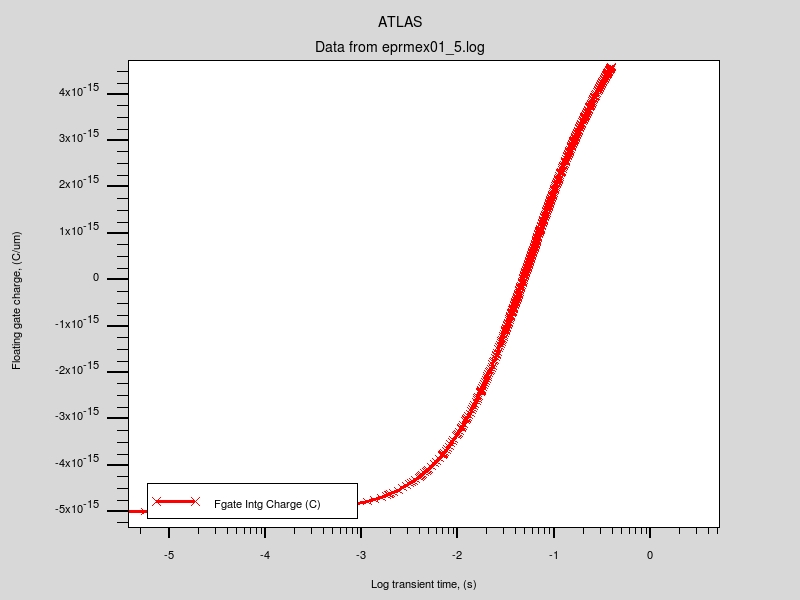 ATLAS
Data from eprmex01_5.log
4x10-15
3x10-15
2x10-15
1x10-15
0
-1x10-15
-2x10-15
-3x10-15
-4x10-15
-5x10-15
Floating gate charge, (C/um)
Fgate Intg Charge (C)
-5 -4 -3 -2 -1 0
Log transient time, (s)